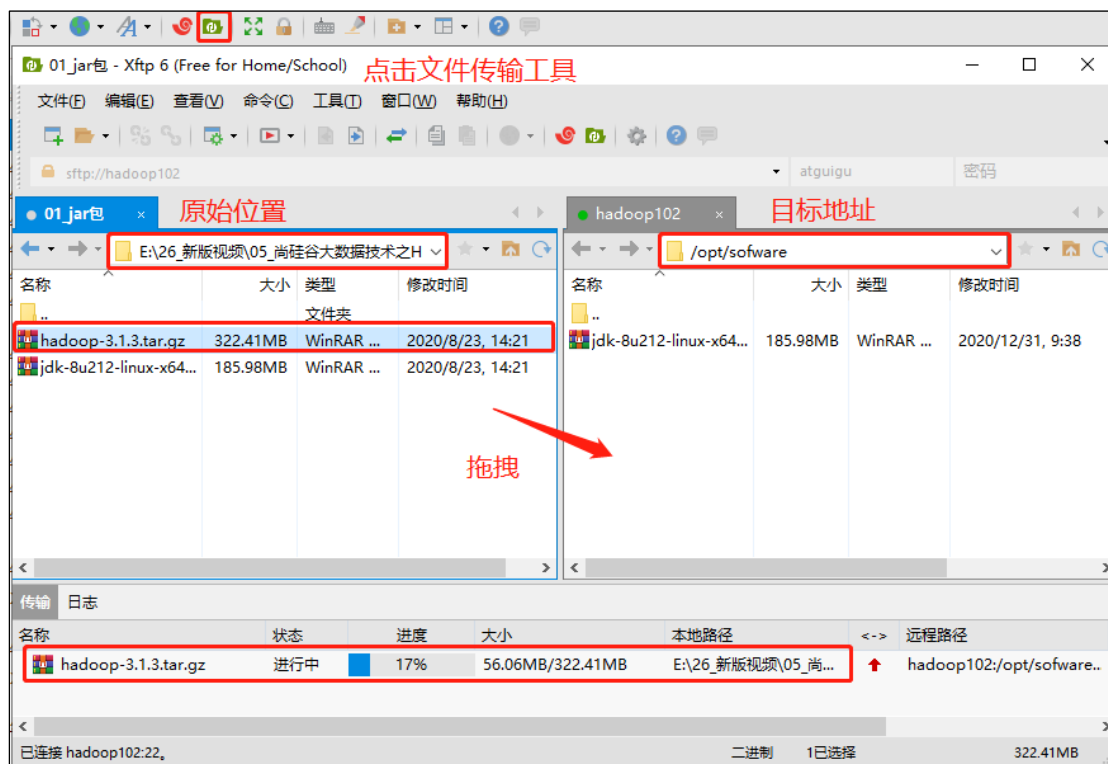 01_jar包 - Xftp 6 (Free for Home/School) 点击文件传输工具
文件(F) 编辑(E) 查看(V) 命令(C) 工具(T) 窗口(W) 帮助(H)
sftp://hadoop102 atguigu 密码
01_jar包 × 原始位置 hadoop102 × 目标地址
E:\26_新版视频\05_尚硅谷大数据技术之H /opt/sofware
名称 大小 类型 修改时间 名称 大小 类型 修改时间
.. 文件夹 ..
hadoop-3.1.3.tar.gz 322.41MB WinRAR ... 2020/8/23, 14:21 jdk-8u212-linux-x64... 185.98MB WinRAR ... 2020/12/31, 9:38
jdk-8u212-linux-x64... 185.98MB WinRAR ... 2020/8/23, 14:21
拖拽
传输 日志
名称 状态 进度 大小 本地路径 <-> 远程路径
hadoop-3.1.3.tar.gz 进行中 17% 56.06MB/322.41MB E:\26_新版视频\05_尚... hadoop102:/opt/sofware...
已连接 hadoop102:22。 二进制 1已选择 322.41MB